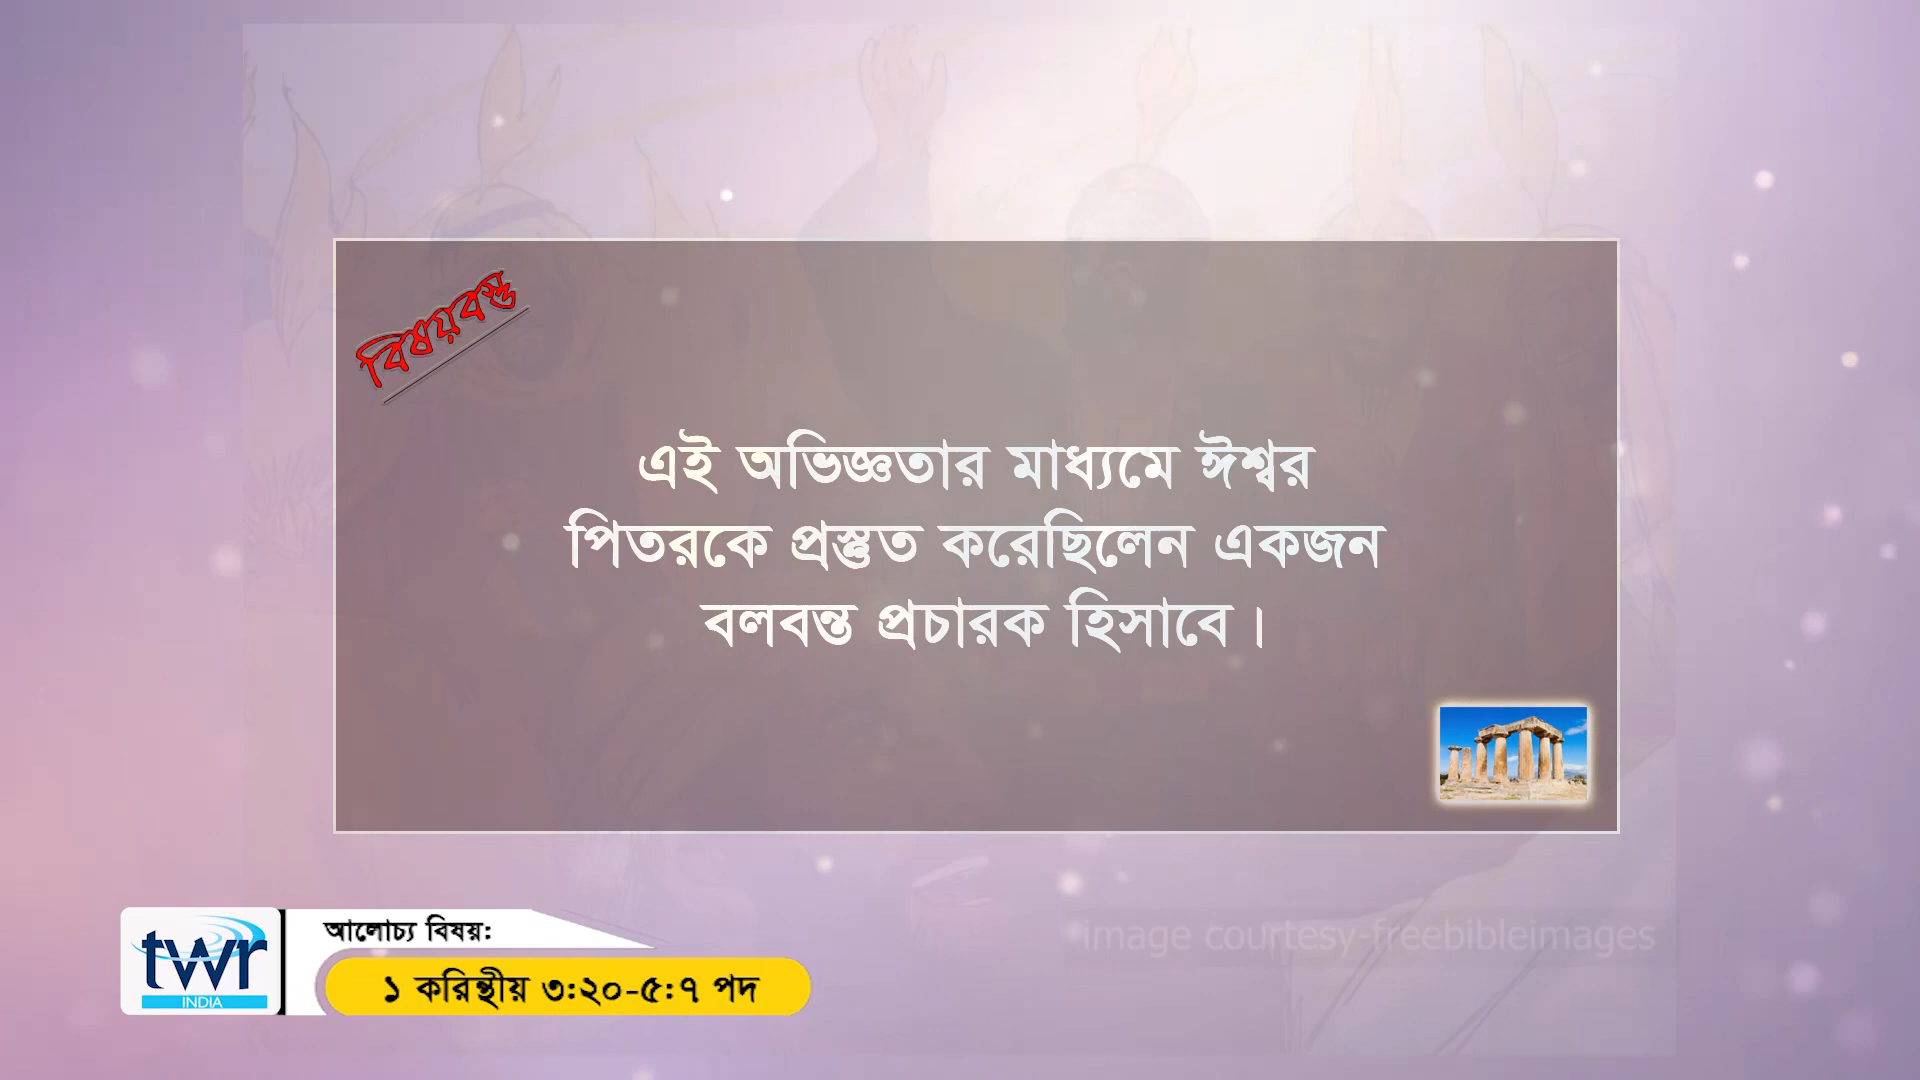 বিষয়বস্তু
এই অভিজ্ঞতার মাধ্যমে ঈশ্বর
পিতরকে প্রস্তুত করেছিলেন একজন
বলবন্ত প্রচারক হিসাবে।
image courtesy-freebibleimages
twr
INDIA
আলোচ্য বিষয়:
১ করিন্থীয় ৩:২০-৫:৭ পদ